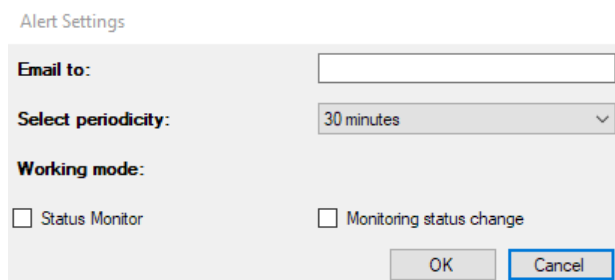 Alert Settings
Email to:
Select periodicity: 30 minutes
Working mode:
Status Monitor Monitoring status change
OK Cancel